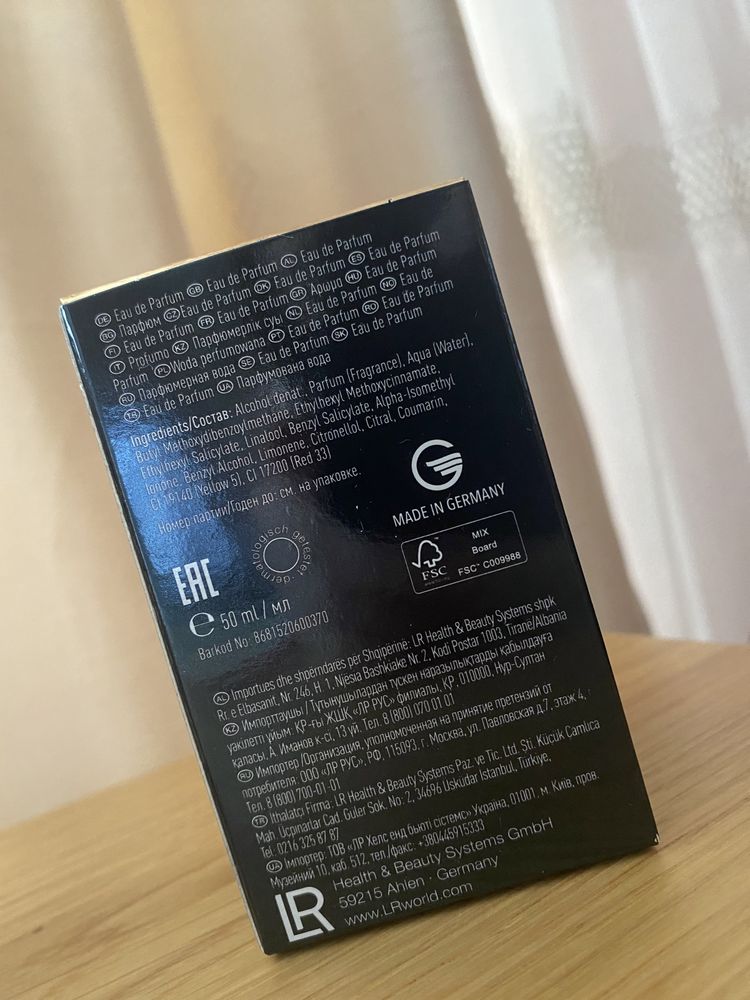 DE Eau de Parfum GB Eau de Parfum AL Eau de Parfum
BG Парфюм CZ Eau de Parfum DK Eau de Parfum ES Eau de Parfum
FI Eau de Parfum FR Eau de Parfum GR Άρωμα HU Eau de Parfum
IT Profumo KZ Парфюмерлік су NL Eau de Parfum NO Eau de
Parfum PL Woda perfumowana PT Eau de Parfum RO Eau de Parfum
RU Парфюмерная вода SE Eau de Parfum SK Eau de Parfum
TR Eau de Parfum UA Парфумована вода
Ingredients/Состав: Alcohol denat., Parfum (Fragrance), Aqua (Water),
Butyl Methoxydibenzoylmethane, Ethylhexyl Methoxycinnamate,
Ethylhexyl Salicylate, Linalool, Benzyl Salicylate, Alpha-Isomethyl
Ionone, Benzyl Alcohol, Limonene, Citronellol, Citral, Coumarin,
CI 19140 (Yellow 5), CI 17200 (Red 33)
Номер партии/Годен до: см. на упаковке.
dermatologisch getestet
MADE IN GERMANY
EAC
FSC
MIX
Board
FSC™ C009988
e 50 ml / мл
Barkod No: 8681520600370
AL Importues dhe shpërndarës për Shqipërinë: LR Health & Beauty Systems shpk
Rr. e Elbasanit, Nr. 246, H. 1, Njesia Bashkiake Nr. 2, Kodi Postar 1003, Tiranë/Albania
KZ Импорттаушы / Тұтынушылардан түскен наразылықтарды қабылдауға
уәкілетті ұйым: ҚР-ғы ЖШҚ «ЛР РУС» филиалы, ҚР, 010000, Нур-Султан
қаласы, А. Иманов к-сі, 13 үй. Тел. 8 (800) 070 01 01
RU Импортер /Организация, уполномоченная на принятие претензий от
потребителя: ООО «ЛР РУС». РФ, 115093, г. Москва, ул. Павловская д.7, этаж 4,
Тел. 8 (800) 700-01-01
TR Ithalatçı Firma: LR Health & Beauty Systems Paz. ve Tic. Ltd. Şti. Küçük Çamlıca
Mah. Üçpınarlar Cad. Güler Sok. No: 2, 34696 Üsküdar İstanbul, Türkiye,
Tel. 0216 325 87 87
UA Імпортер: ТОВ «ЛР Хелс енд б'юті сістемс» Україна, 01001, м. Київ, пров.
Музейний 10, каб. 512, тел/факс: +380445915333
LR Health & Beauty Systems GmbH
59215 Ahlen · Germany
www.LRworld.com